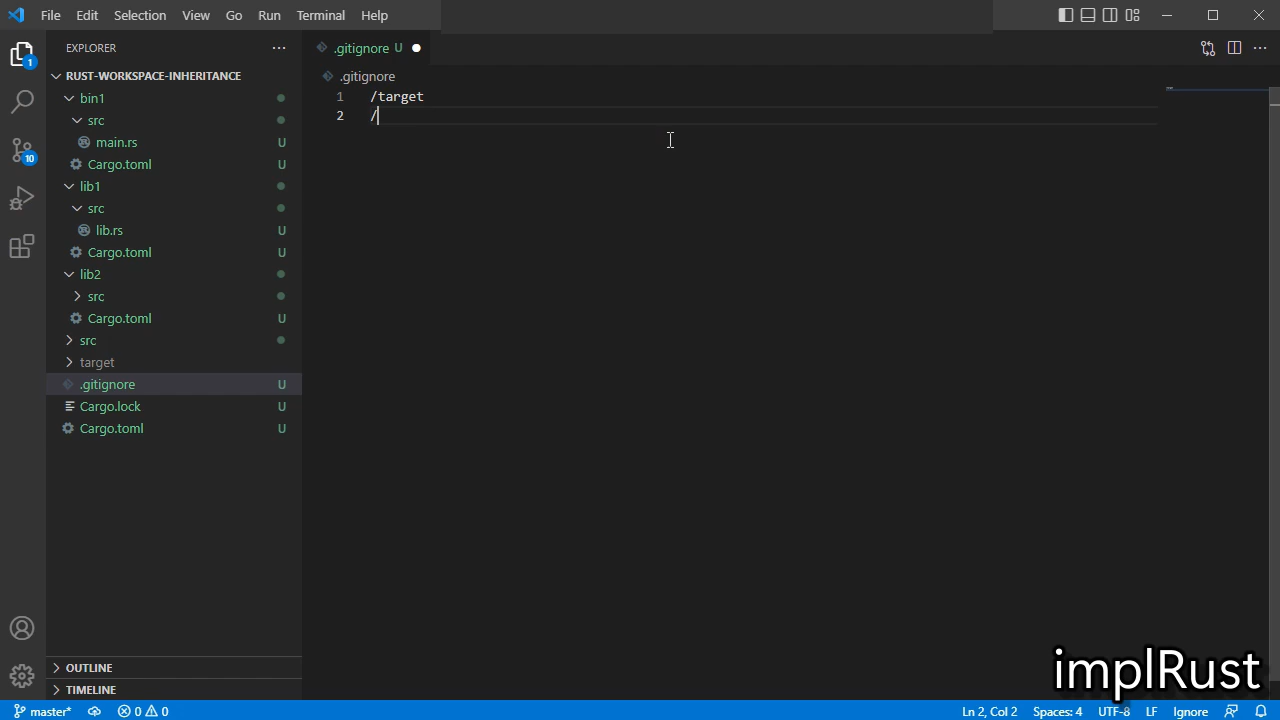 File Edit Selection View Go Run Terminal Help
EXPLORER
1
.gitignore U
RUST-WORKSPACE-INHERITANCE
.gitignore
bin1
1 /target
src
2 /
main.rs U
10
Cargo.toml U
lib1
src
lib.rs U
Cargo.toml U
lib2
src
Cargo.toml U
src
target
.gitignore U
Cargo.lock U
Cargo.toml U
OUTLINE
TIMELINE
implRust
master* 0 0 Ln 2, Col 2 Spaces: 4 UTF-8 LF Ignore